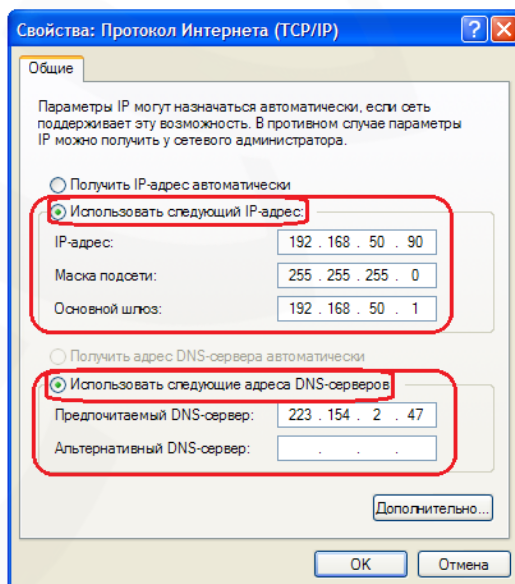 Свойства: Протокол Интернета (TCP/IP)
Общие
Параметры IP могут назначаться автоматически, если сеть
поддерживает эту возможность. В противном случае параметры
IP можно получить у сетевого администратора.
Получить IP-адрес автоматически
Использовать следующий IP-адрес:
IP-адрес: 192 . 168 . 50 . 90
Маска подсети: 255 . 255 . 255 . 0
Основной шлюз: 192 . 168 . 50 . 1
Получить адрес DNS-сервера автоматически
Использовать следующие адреса DNS-серверов
Предпочитаемый DNS-сервер: 223 . 154 . 2 . 47
Альтернативный DNS-сервер: . . .
Дополнительно...
OK Отмена